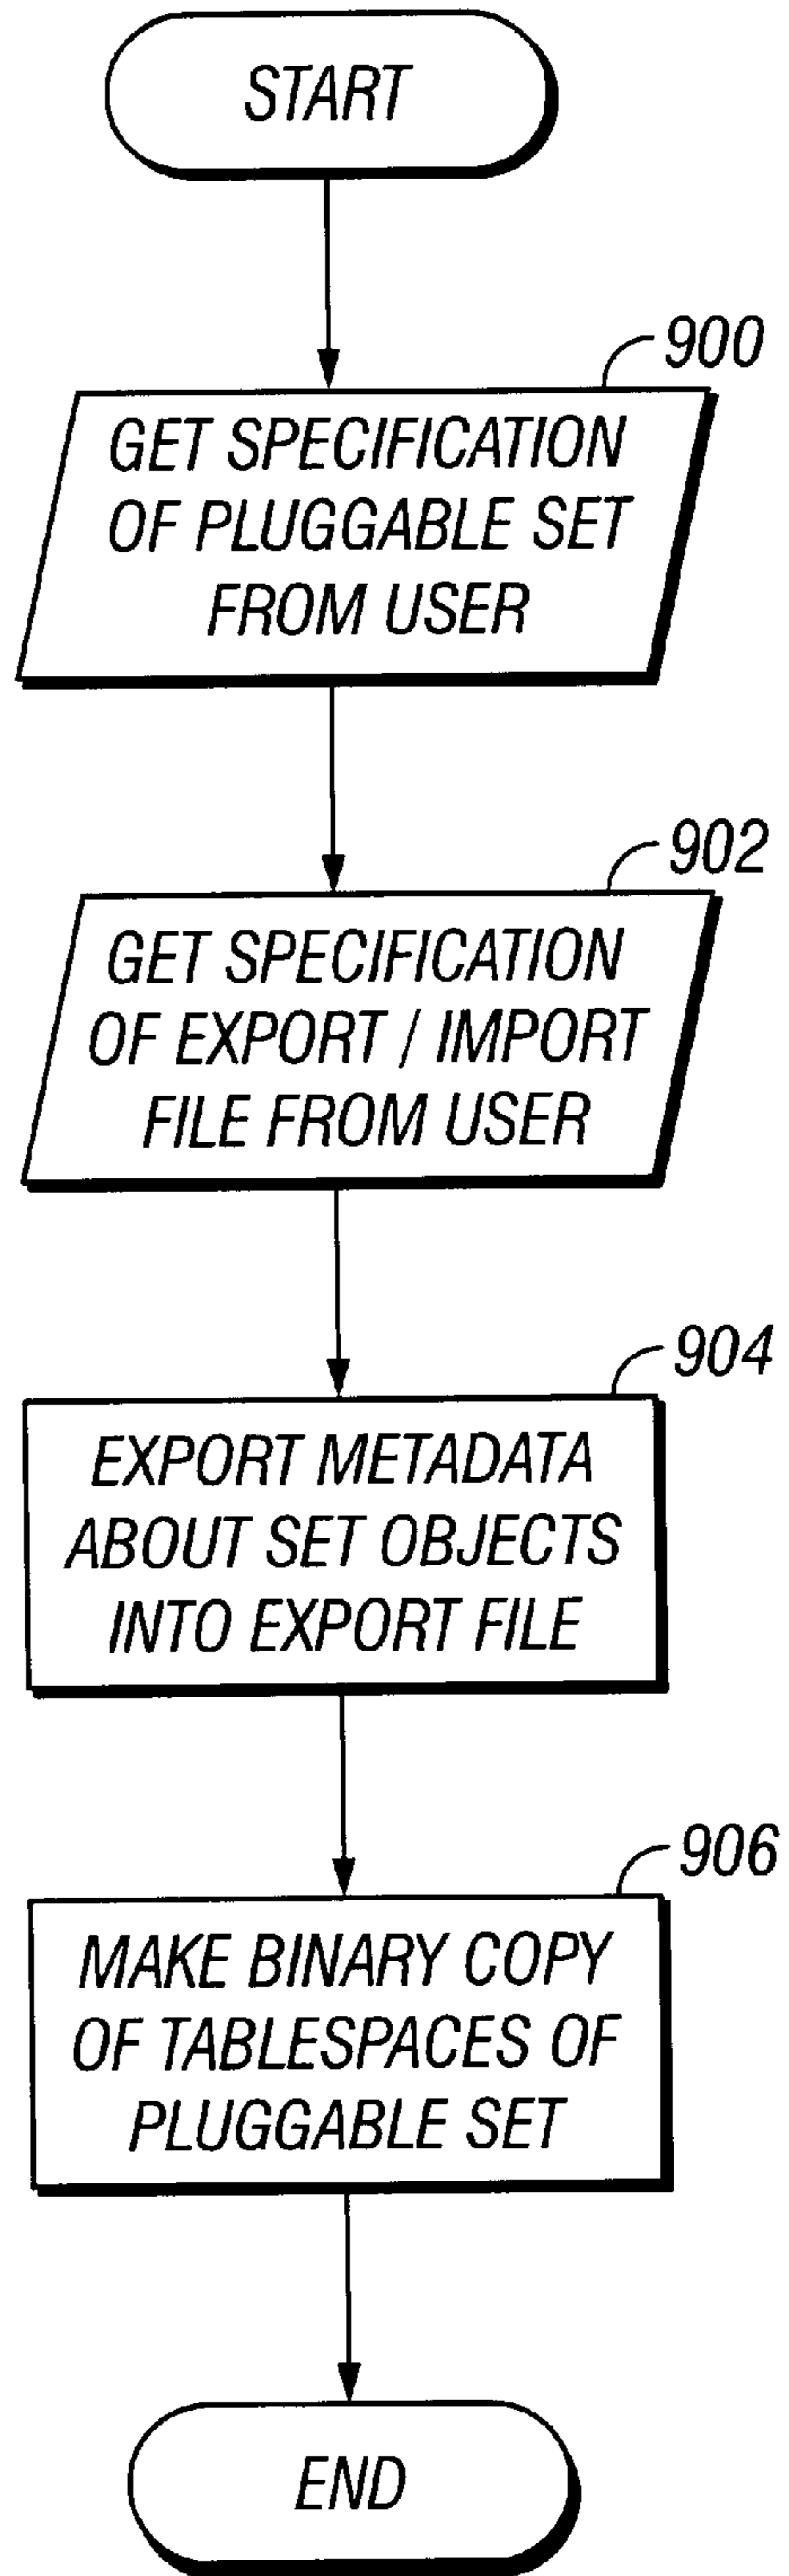 START
900
GET SPECIFICATION
OF PLUGGABLE SET
FROM USER
902
GET SPECIFICATION
OF EXPORT / IMPORT
FILE FROM USER
904
EXPORT METADATA
ABOUT SET OBJECTS
INTO EXPORT FILE
906
MAKE BINARY COPY
OF TABLESPACES OF
PLUGGABLE SET
END